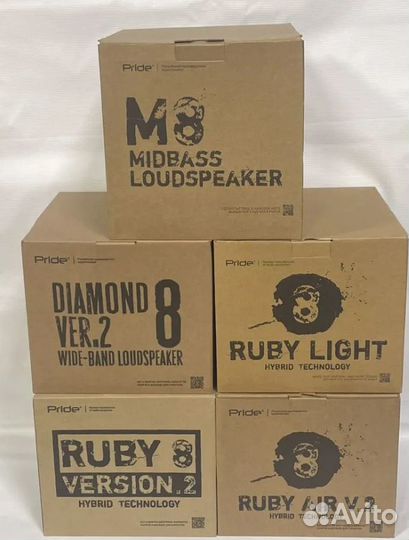 Pride
M8
MIDBASS
LOUDSPEAKER
Pride
DIAMOND 8
VER.2
WIDE-BAND LOUDSPEAKER
Pride
8
RUBY LIGHT
HYBRID TECHNOLOGY
Pride
RUBY 8
VERSION.2
HYBRID TECHNOLOGY
Pride
8
RUBY AIR V.2
HYBRID TECHNOLOGY
Avito